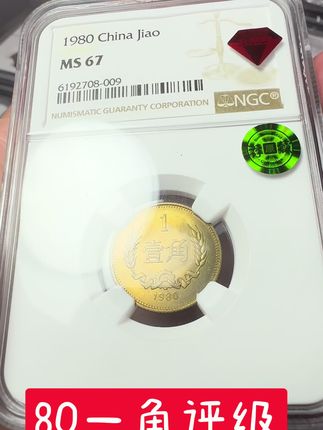 1980 China Jiao
MS 67
6192708-009
NUMISMATIC GUARANTY CORPORATION
NGC®
1
壹角
1980
80一角评级